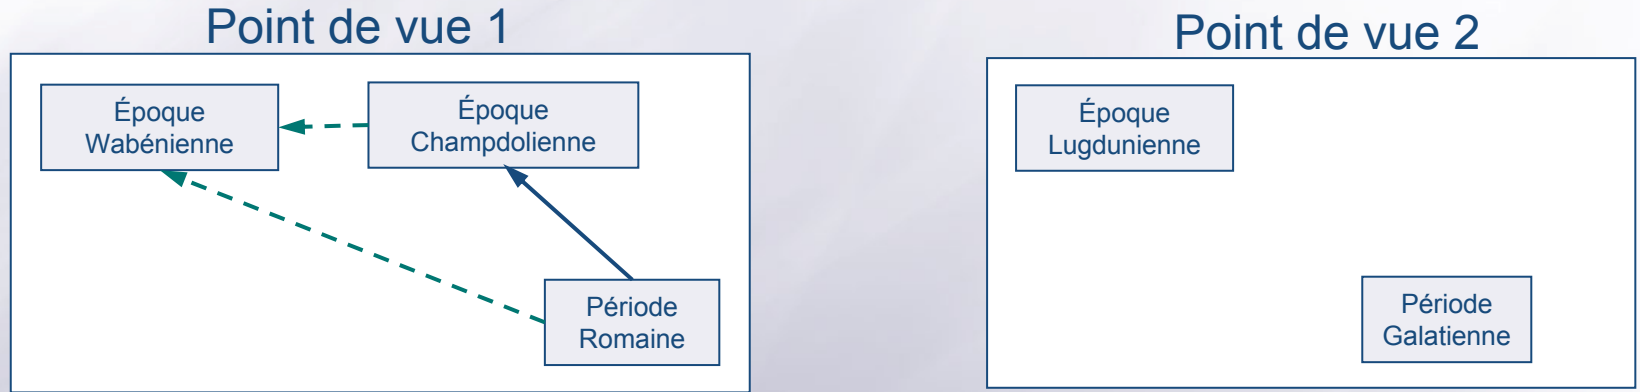 Point de vue 1
Époque
Wabénienne
Époque
Champdolienne
Période
Romaine
Point de vue 2
Époque
Lugdunienne
Période
Galatienne